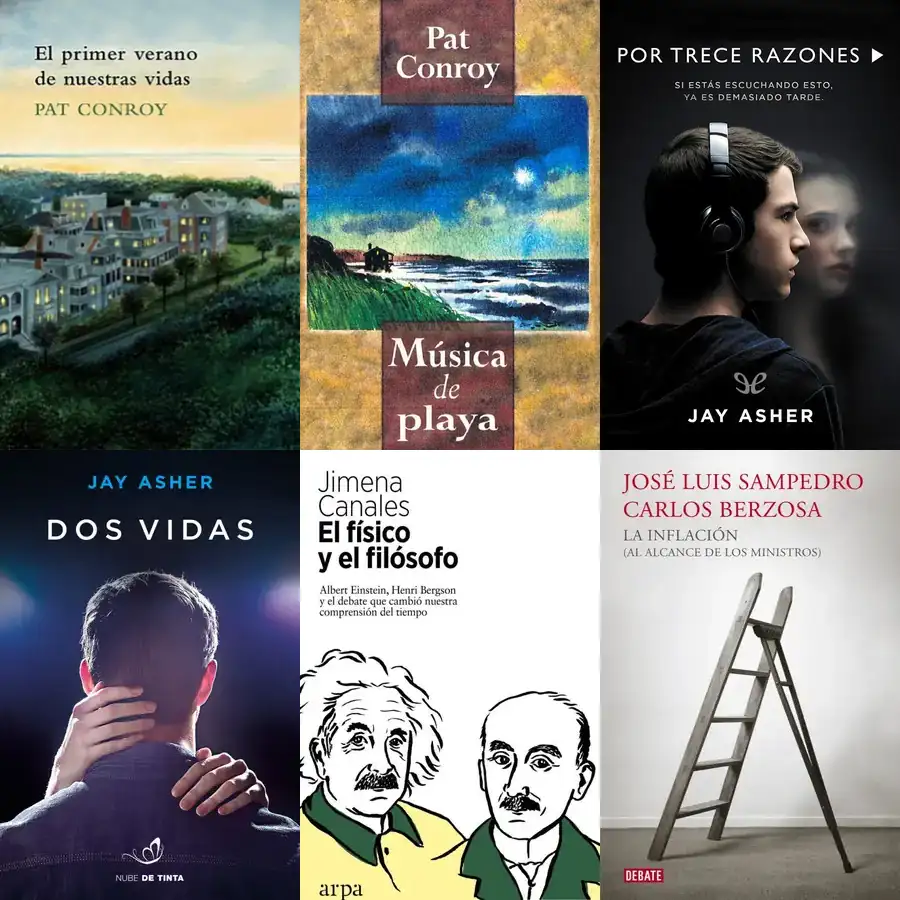 El primer verano
de nuestras vidas
PAT CONROY
Pat
Conroy
Música
de
playa
POR TRECE RAZONES
SI ESTÁS ESCUCHANDO ESTO,
YA ES DEMASIADO TARDE.
JAY ASHER
JAY ASHER
DOS VIDAS
NUBE DE TINTA
Jimena
Canales
El físico
y el filósofo
Albert Einstein, Henri Bergson
y el debate que cambió nuestra
comprensión del tiempo
arpa
JOSÉ LUIS SAMPEDRO
CARLOS BERZOSA
LA INFLACIÓN
(AL ALCANCE DE LOS MINISTROS)
DEBATE